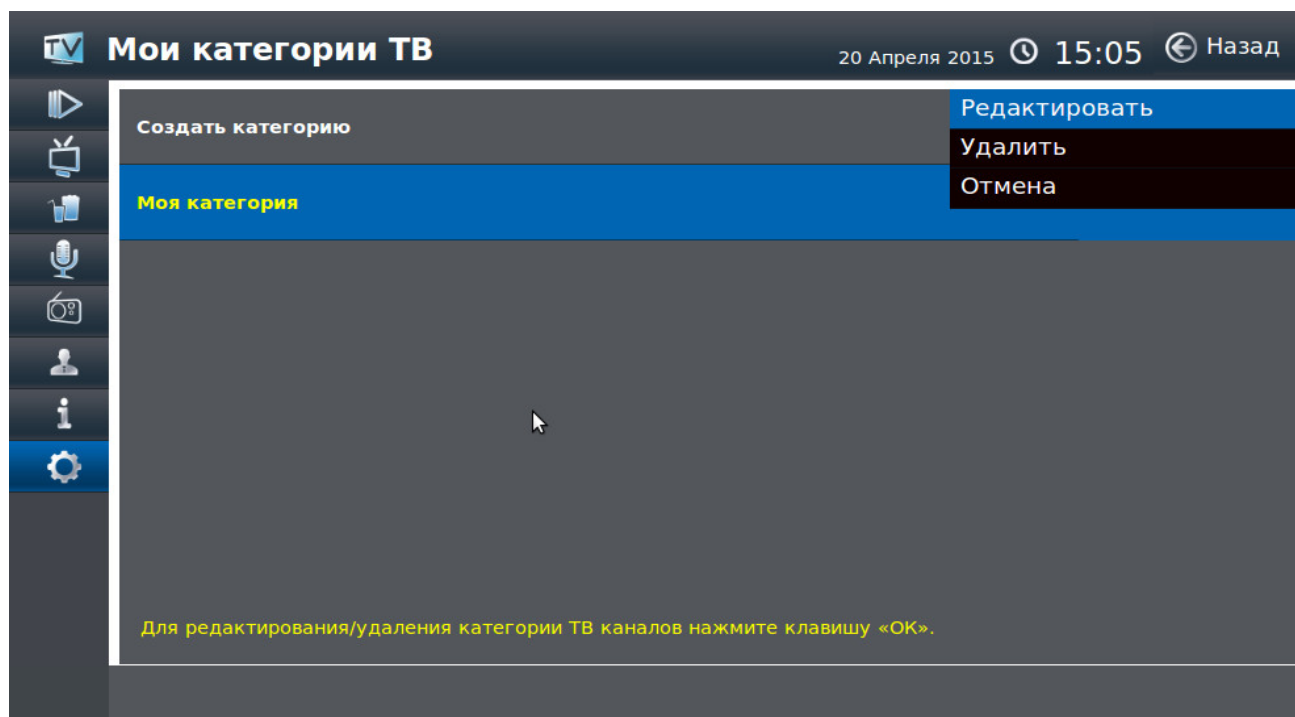 TV Мои категории ТВ
20 Апреля 2015 15:05 Назад
Создать категорию
Редактировать
Удалить
Отмена
Моя категория
Для редактирования/удаления категории ТВ каналов нажмите клавишу «ОК».